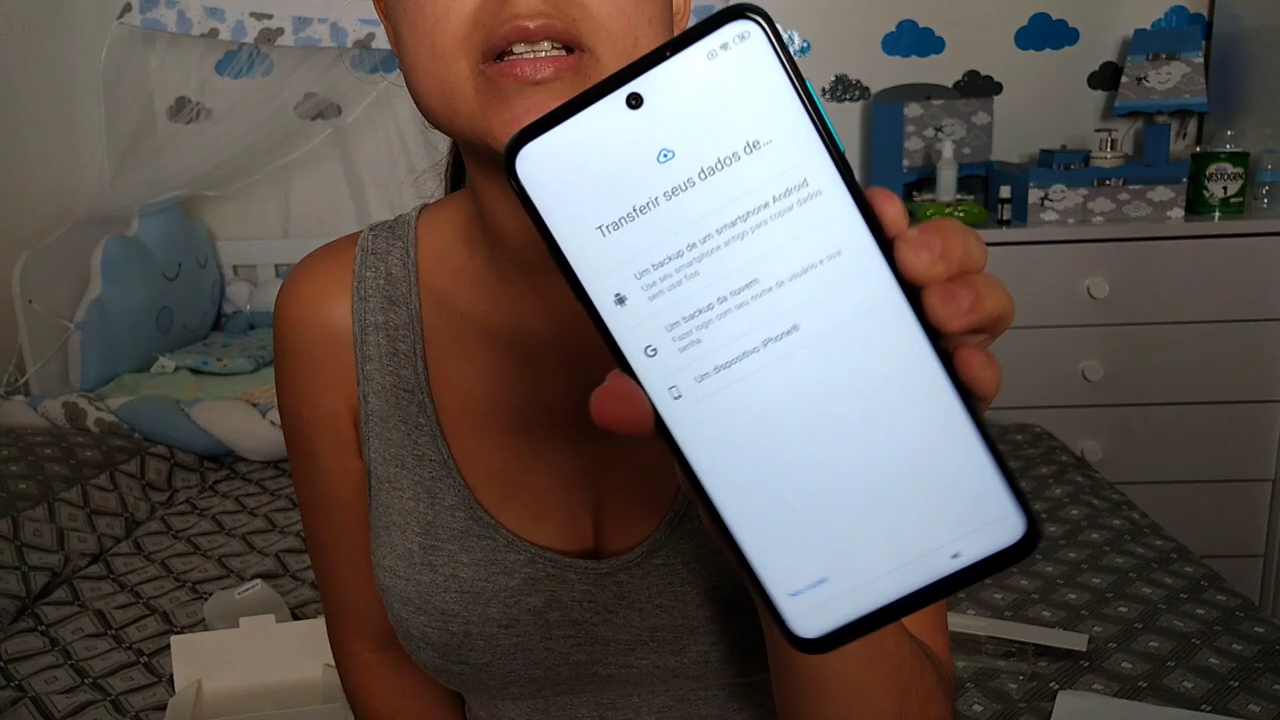 Transferir seus dados de...
Um backup de um smartphone Android
Use seu smartphone antigo para copiar dados
sem usar fios
Um backup da nuvem
Fazer login com seu nome de usuário e sua
senha
Um dispositivo iPhone®
NESTOGENO
1